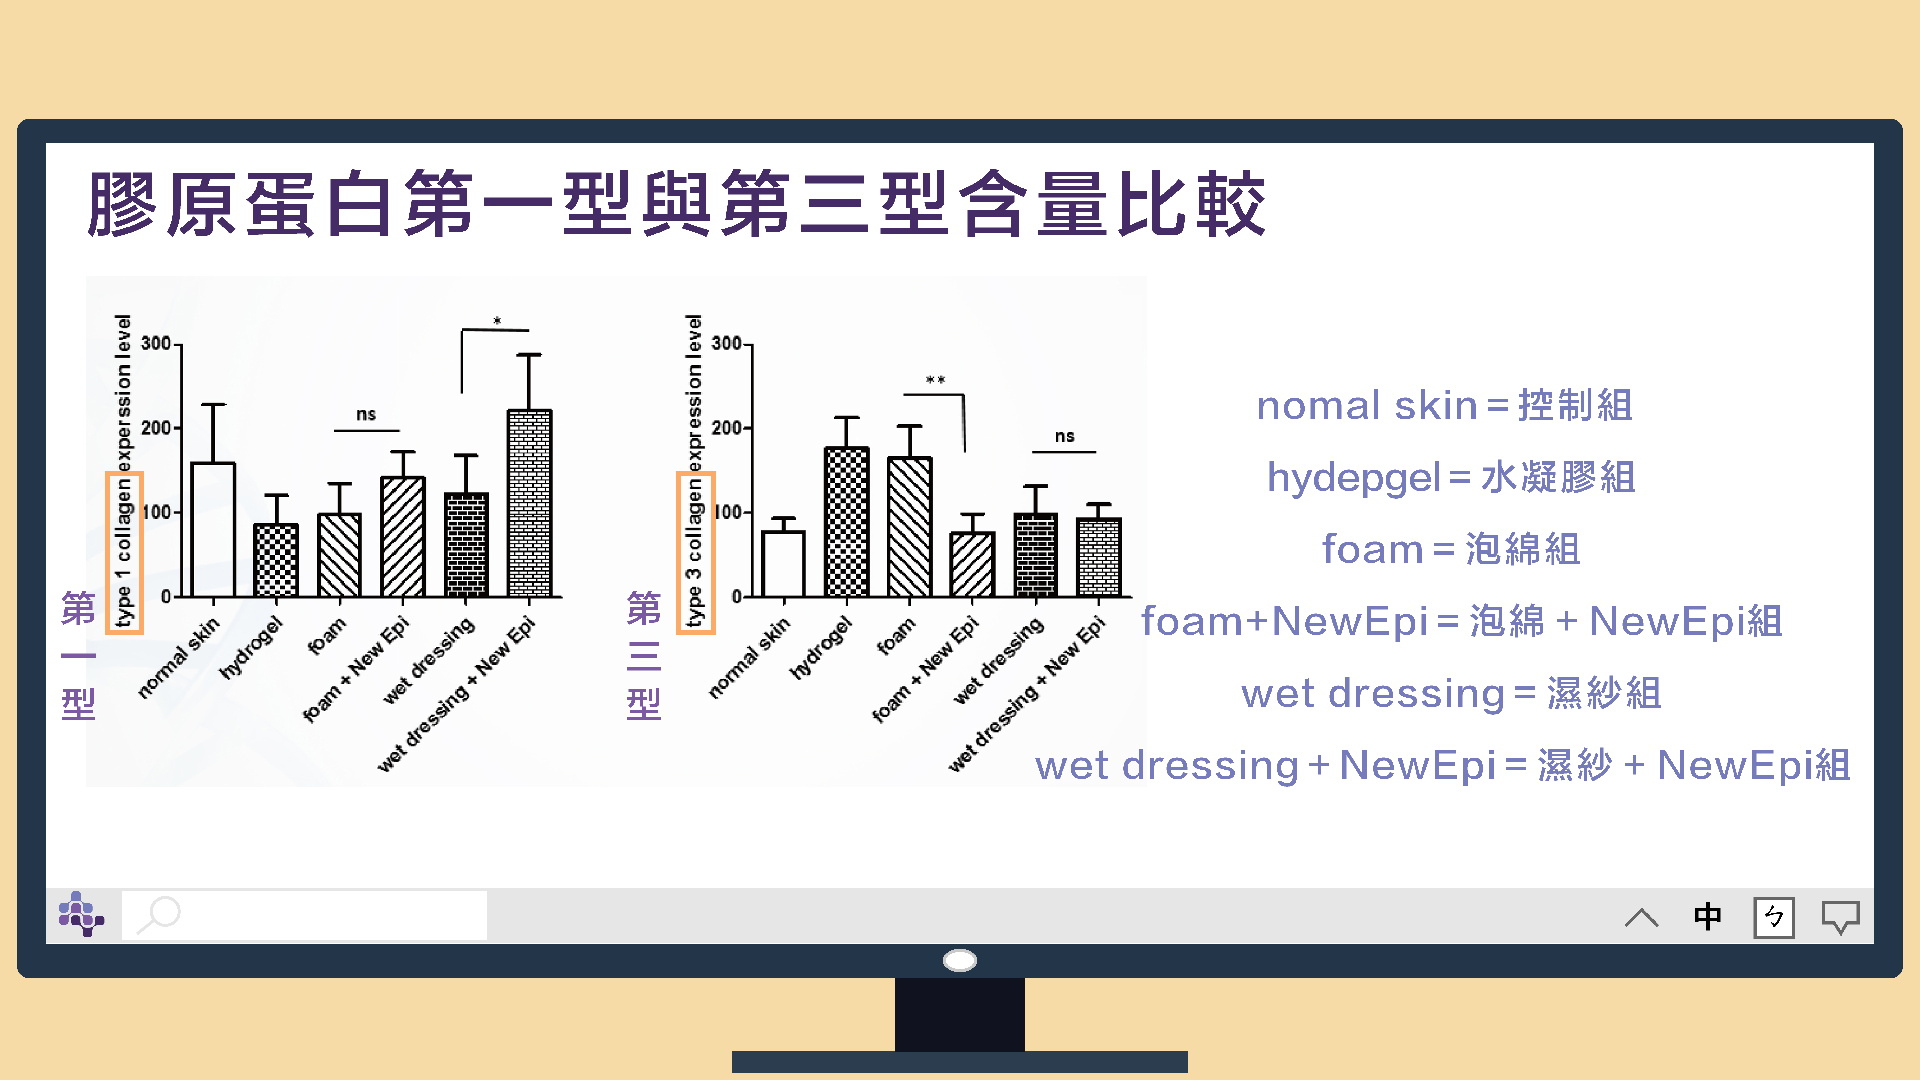 膠原蛋白第一型與第三型含量比較
type 1 collagen experssion level
300
200
100
0
ns
*
normal skin
hydrogel
foam
foam + New Epi
wet dressing
wet dressing + New Epi
第一型
type 3 collagen expression level
300
200
100
0
**
ns
normal skin
hydrogel
foam
foam + New Epi
wet dressing
wet dressing + New Epi
第三型
nomal skin = 控制組
hydepgel = 水凝膠組
foam = 泡綿組
foam+NewEpi = 泡綿 + NewEpi組
wet dressing = 濕紗組
wet dressing + NewEpi = 濕紗 + NewEpi組
中
ㄅ